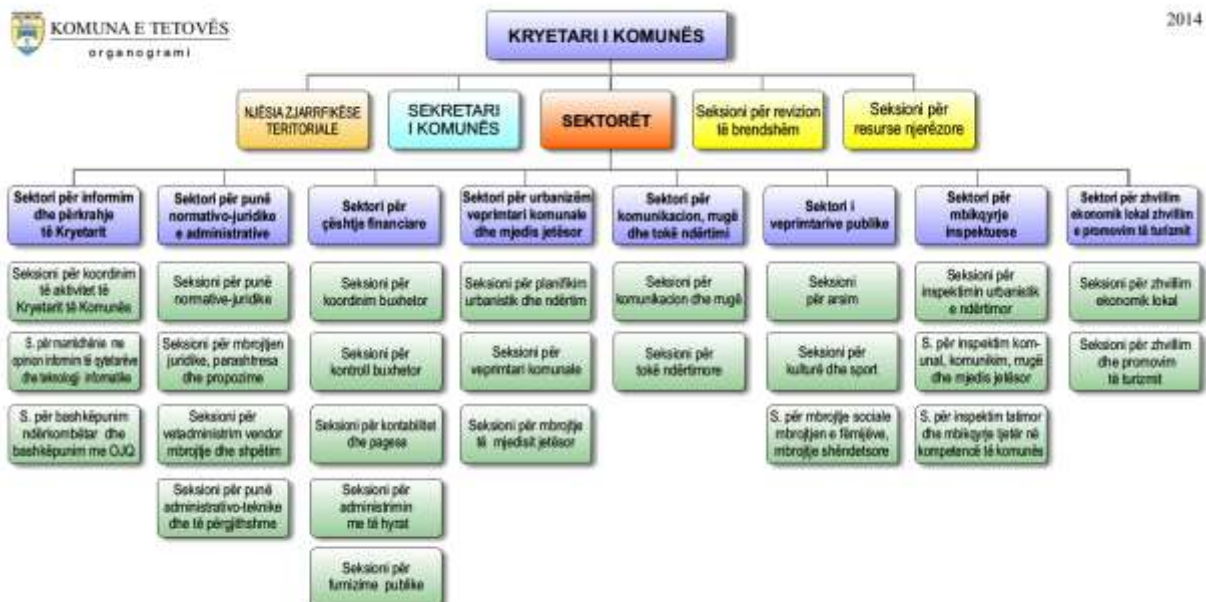 KOMUNA E TETOVËS
organogrami
2014
KRYETARI I KOMUNËS
NJËSIA ZJARRFIKËSE
TERITORIALE
SEKRETARI
I KOMUNËS
SEKTORËT
Seksioni për revizion
të brendshëm
Seksioni për
resurse njerëzore
Sektori për informim
dhe përkrahje
të Kryetarit
Sektori për punë
normativo-juridike
e administrative
Sektori për
çështje financiare
Sektori për urbanizëm
veprimtari komunale
dhe mjedis jetësor
Sektori për
komunikacion, rrugë
dhe tokë ndërtimi
Sektori i
veprimtarive publike
Sektori për
mbikqyrje
inspektuese
Sektori për zhvillim
ekonomik lokal zhvillim
e promovim të turizmit
Seksioni për koordinim
të aktivitet të
Kryetarit të Komunës
S. për marrëdhënie me
opinion informim të qytetarëve
dhe teknologji informatike
S. për bashkëpunim
ndërkombëtar dhe
bashkëpunim me OJQ
Seksioni për punë
normative-juridike
Seksioni për mbrojtjen
juridike, parashtresa
dhe propozime
Seksioni për
vetadministrim vendor
mbrojtje dhe shpëtim
Seksioni për punë
administrativo-teknike
dhe të përgjithshme
Seksioni për
koordinim buxhetor
Seksioni për
kontroll buxhetor
Seksioni për kontabilitet
dhe pagesa
Seksioni për
administrimin
me të hyrat
Seksioni për
furnizime publike
Seksioni për planifikim
urbanistik dhe ndërtim
Seksioni për
veprimtari komunale
Seksioni për mbrojtje
të mjedisit jetësor
Seksioni për
komunikacion dhe rrugë
Seksioni për
tokë ndërtimore
Seksioni
për arsim
Seksioni për
kulturë dhe sport
S. për mbrojtje sociale
mbrojtjen e fëmijëve,
mbrojtje shëndetsore
Seksioni për
inspektimin urbanistik
e ndërtimor
S. për inspektim kom-
unal, komunikim, rrugë
dhe mjedis jetësor
S. për inspektim tatimor
dhe mbikqyrje tjetër në
kompetencë të komunës
Seksioni për zhvillim
ekonomik lokal
Seksioni për zhvillim
dhe promovim
të turizmit